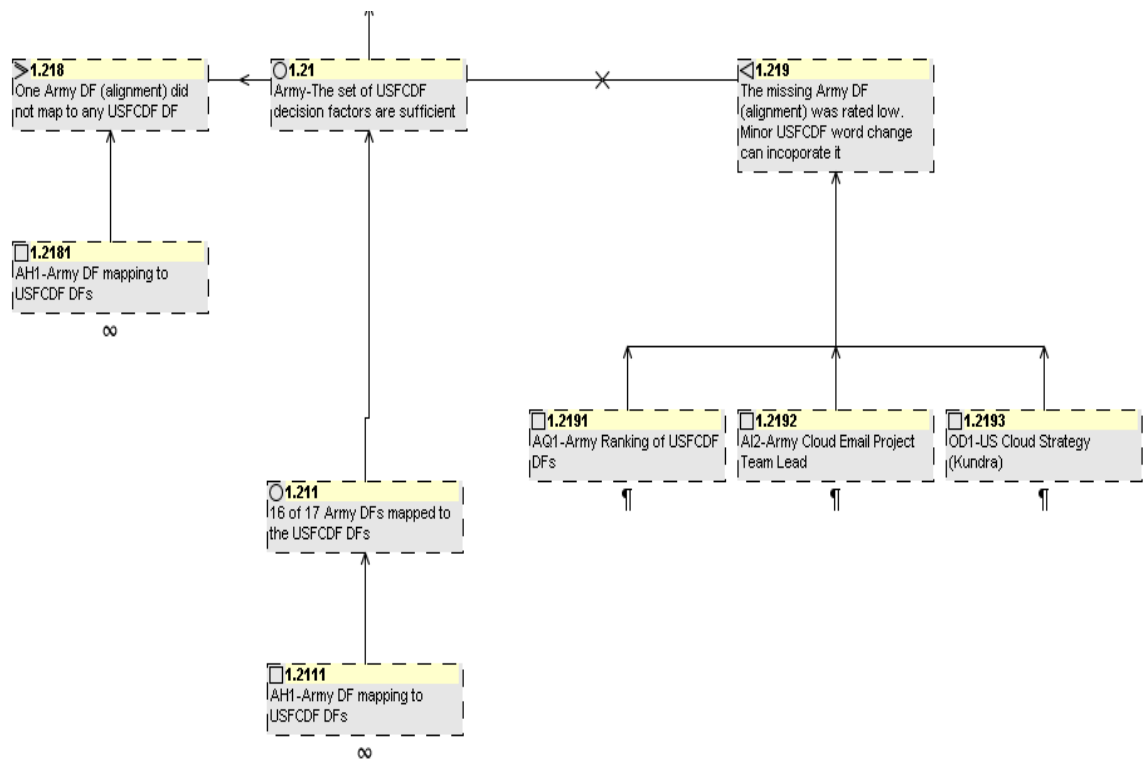 1.218
One Army DF (alignment) did
not map to any USFCDF DF
1.21
Army-The set of USFCDF
decision factors are sufficient
1.219
The missing Army DF
(alignment) was rated low.
Minor USFCDF word change
can incoporate it
1.2181
AH1-Army DF mapping to
USFCDF DFs
∞
1.2191
AQ1-Army Ranking of USFCDF
DFs
¶
1.2192
AI2-Army Cloud Email Project
Team Lead
¶
1.2193
OD1-US Cloud Strategy
(Kundra)
¶
1.211
16 of 17 Army DFs mapped to
the USFCDF DFs
1.2111
AH1-Army DF mapping to
USFCDF DFs
∞